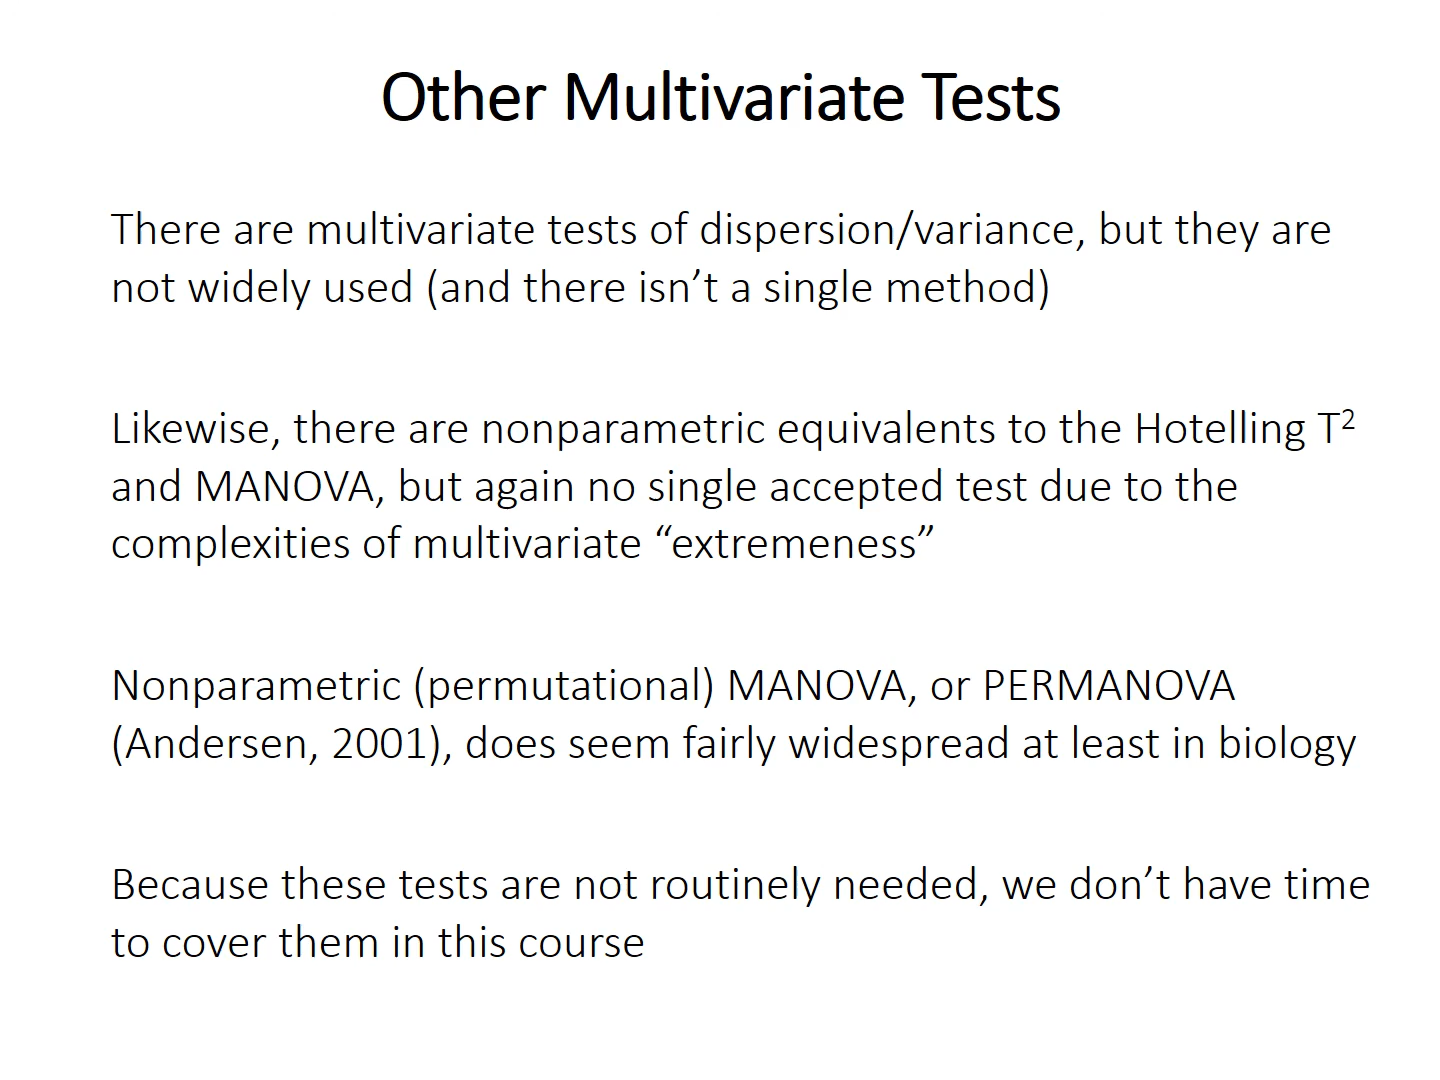 Other Multivariate Tests
There are multivariate tests of dispersion/variance, but they are
not widely used (and there isn’t a single method)
Likewise, there are nonparametric equivalents to the Hotelling T²
and MANOVA, but again no single accepted test due to the
complexities of multivariate “extremeness”
Nonparametric (permutational) MANOVA, or PERMANOVA
(Andersen, 2001), does seem fairly widespread at least in biology
Because these tests are not routinely needed, we don’t have time
to cover them in this course